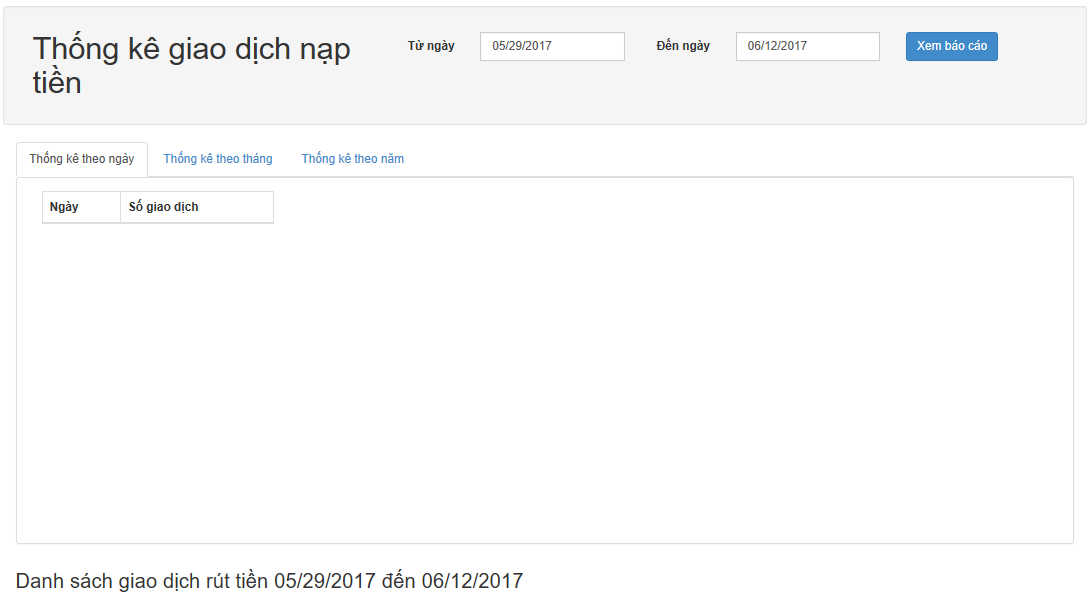 Thống kê giao dịch nạp
tiền
Từ ngày 05/29/2017 Đến ngày 06/12/2017 Xem báo cáo
Thống kê theo ngày Thống kê theo tháng Thống kê theo năm
Ngày Số giao dịch
Danh sách giao dịch rút tiền 05/29/2017 đến 06/12/2017